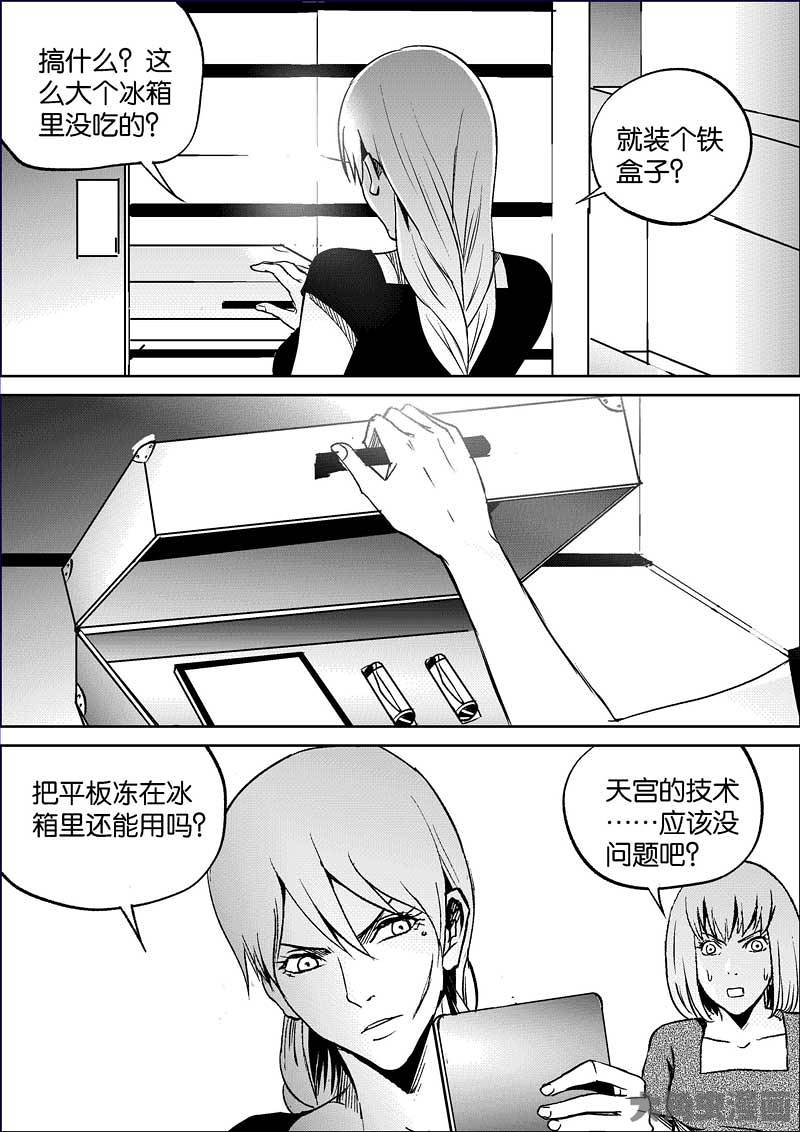 搞什么？这
么大个冰箱
里没吃的？
就装个铁
盒子？
把平板冻在冰
箱里还能用吗？
天宫的技术
……应该没
问题吧？